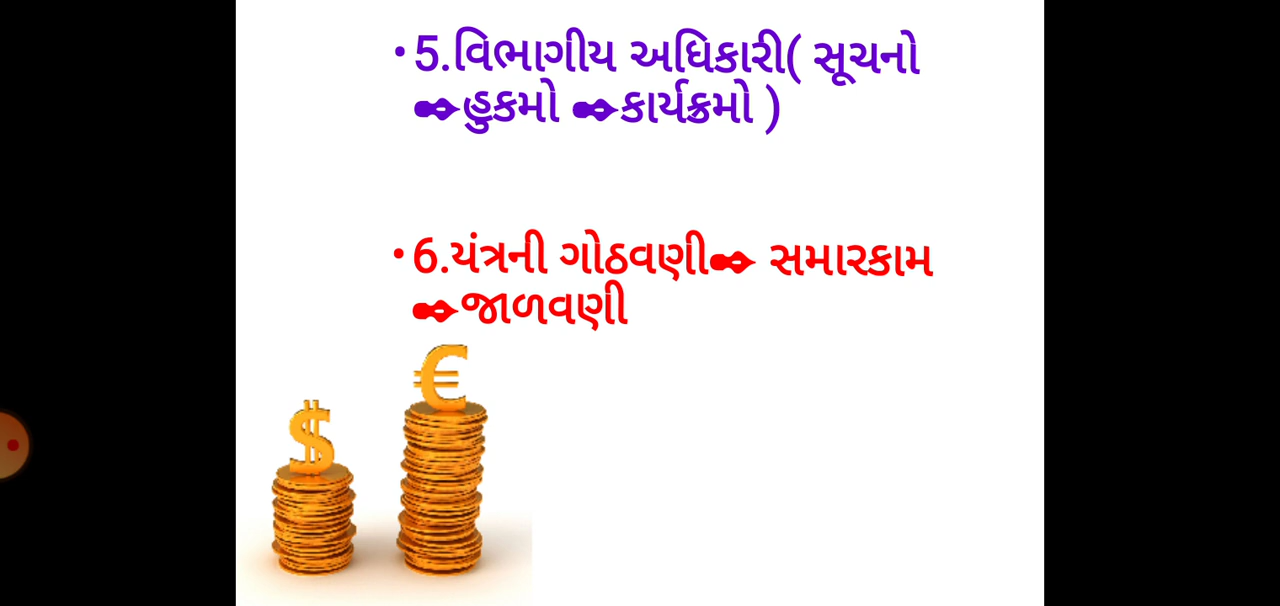 •5.વિભાગીય અધિકારી( સૂચનો
✒હુકમો ✒કાર્યક્રમો )
•6.યંત્રની ગોઠવણી✒ સમારકામ
✒જાળવણી
€
$